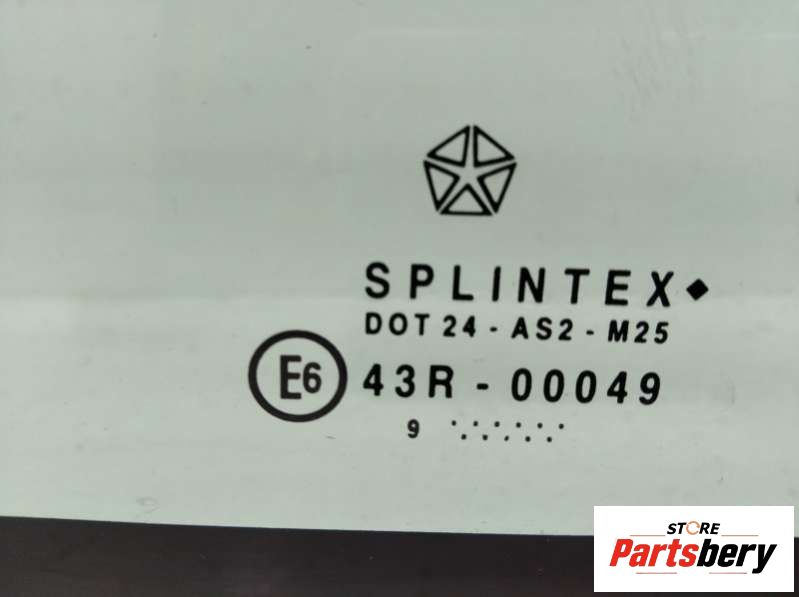 SPLINTEX
DOT 24 - AS2 - M25
E6 43R - 00049
9
STORE
Partsbery